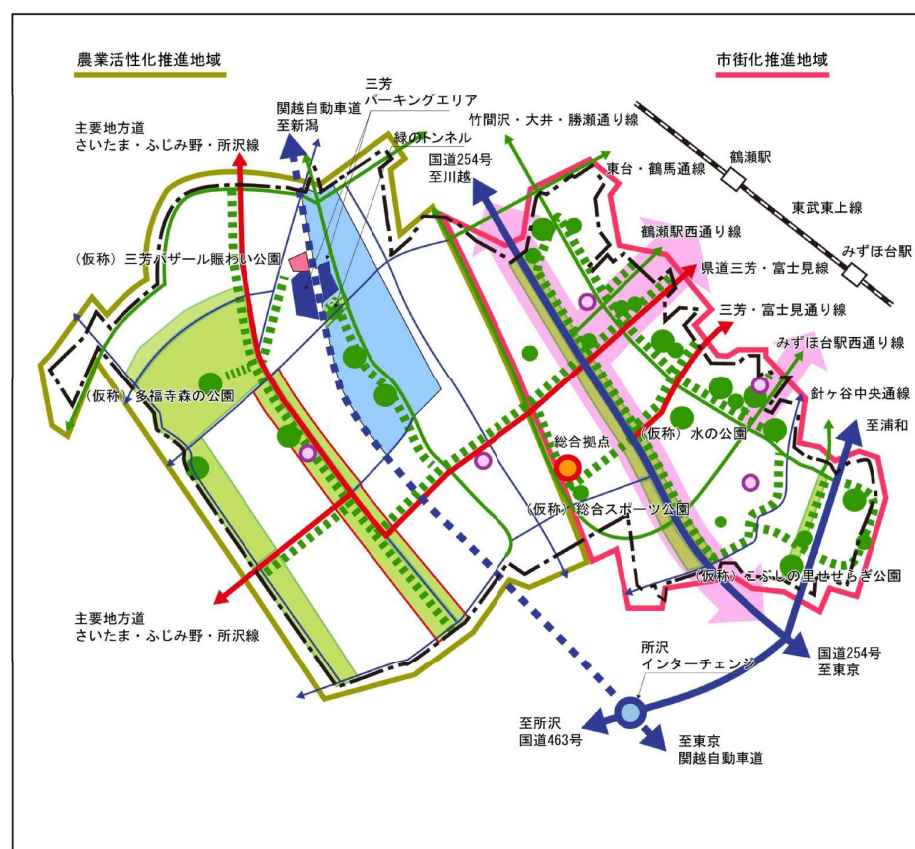 農業活性化推進地域
市街化推進地域
三芳
パーキングエリア
関越自動車道
至新潟
竹間沢・大井・勝瀬通り線
主要地方道
さいたま・ふじみ野・所沢線
緑のトンネル
国道254号
至川越
東台・鶴馬通線
鶴瀬駅
東武東上線
鶴瀬駅西通り線
みずほ台駅
(仮称)三芳バザール賑わい公園
県道三芳・富士見線
三芳・富士見通り線
みずほ台駅西通り線
(仮称)多福寺森の公園
針ヶ谷中央通線
至浦和
総合拠点
(仮称)水の公園
(仮称)総合スポーツ公園
(仮称)こぶしの里せせらぎ公園
主要地方道
さいたま・ふじみ野・所沢線
所沢
インターチェンジ
国道254号
至東京
至所沢
国道463号
至東京
関越自動車道